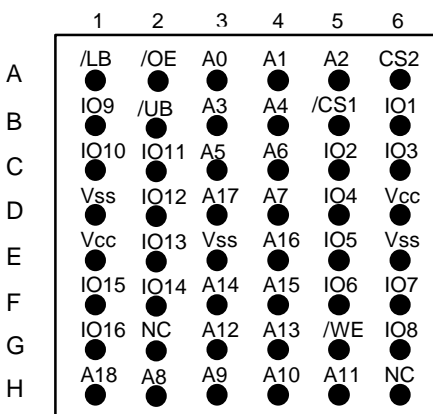 1 2 3 4 5 6
A /LB /OE A0 A1 A2 CS2
B IO9 /UB A3 A4 /CS1 IO1
C IO10 IO11 A5 A6 IO2 IO3
D Vss IO12 A17 A7 IO4 Vcc
E Vcc IO13 Vss A16 IO5 Vss
F IO15 IO14 A14 A15 IO6 IO7
G IO16 NC A12 A13 /WE IO8
H A18 A8 A9 A10 A11 NC